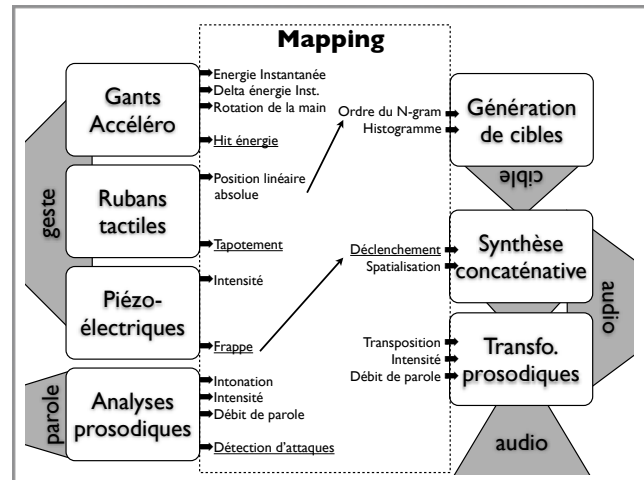 Mapping
geste
Gants
Accéléro
Energie Instantanée
Delta énergie Inst.
Rotation de la main
Hit énergie
Rubans
tactiles
Position linéaire
absolue
Tapotement
Piézo-
électriques
Intensité
Frappe
parole
Analyses
prosodiques
Intonation
Intensité
Débit de parole
Détection d'attaques
Ordre du N-gram
Histogramme
Génération
de cibles
cible
Déclenchement
Spatialisation
Synthèse
concaténative
audio
Transposition
Intensité
Débit de parole
Transfo.
prosodiques
audio